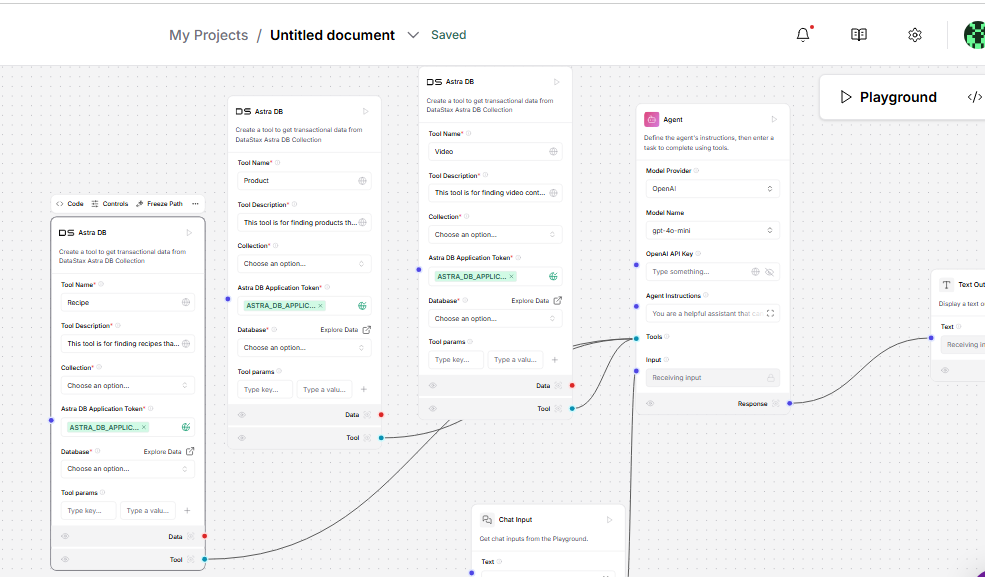 My Projects / Untitled document Saved
Playground
Code Controls Freeze Path
DS Astra DB
Create a tool to get transactional data from
DataStax Astra DB Collection
Tool Name*
Recipe
Tool Description*
This tool is for finding recipes tha...
Collection*
Choose an option...
Astra DB Application Token*
ASTRA_DB_APPLIC... ×
Database*
Explore Data
Choose an option...
Tool params
Type key...
Type a valu...
+
Data
Tool
DS Astra DB
Create a tool to get transactional data from
DataStax Astra DB Collection
Tool Name*
Product
Tool Description*
This tool is for finding products th...
Collection*
Choose an option...
Astra DB Application Token*
ASTRA_DB_APPLIC... ×
Database*
Explore Data
Choose an option...
Tool params
Type key...
Type a valu...
+
Data
Tool
DS Astra DB
Create a tool to get transactional data from
DataStax Astra DB Collection
Tool Name*
Video
Tool Description*
This tool is for finding video cont...
Collection*
Choose an option...
Astra DB Application Token*
ASTRA_DB_APPLIC... ×
Database*
Explore Data
Choose an option...
Tool params
Type key...
Type a valu...
+
Data
Tool
Agent
Define the agent's instructions, then enter a
task to complete using tools.
Model Provider
OpenAI
Model Name
gpt-4o-mini
OpenAI API Key
Type something...
Agent Instructions
You are a helpful assistant that
Tools
Input
Receiving input
Response
Chat Input
Get chat inputs from the Playground.
Text
T Text Out
Display a text o
Text
Receiving in